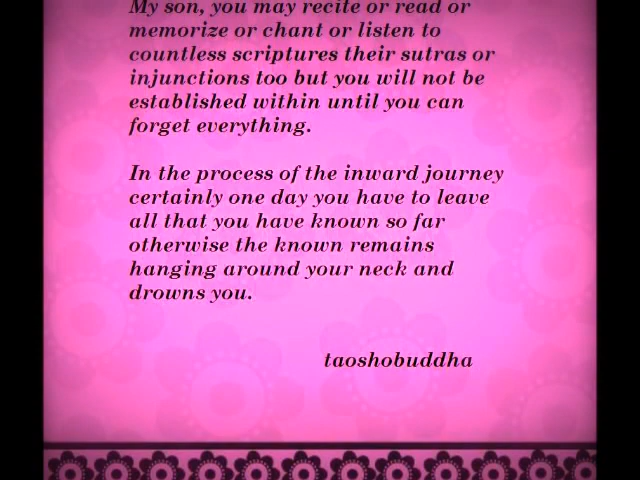 My son, you may recite or read or
memorize or chant or listen to
countless scriptures their sutras or
injunctions too but you will not be
established within until you can
forget everything.
In the process of the inward journey
certainly one day you have to leave
all that you have known so far
otherwise the known remains
hanging around your neck and
drowns you.
taoshobuddha